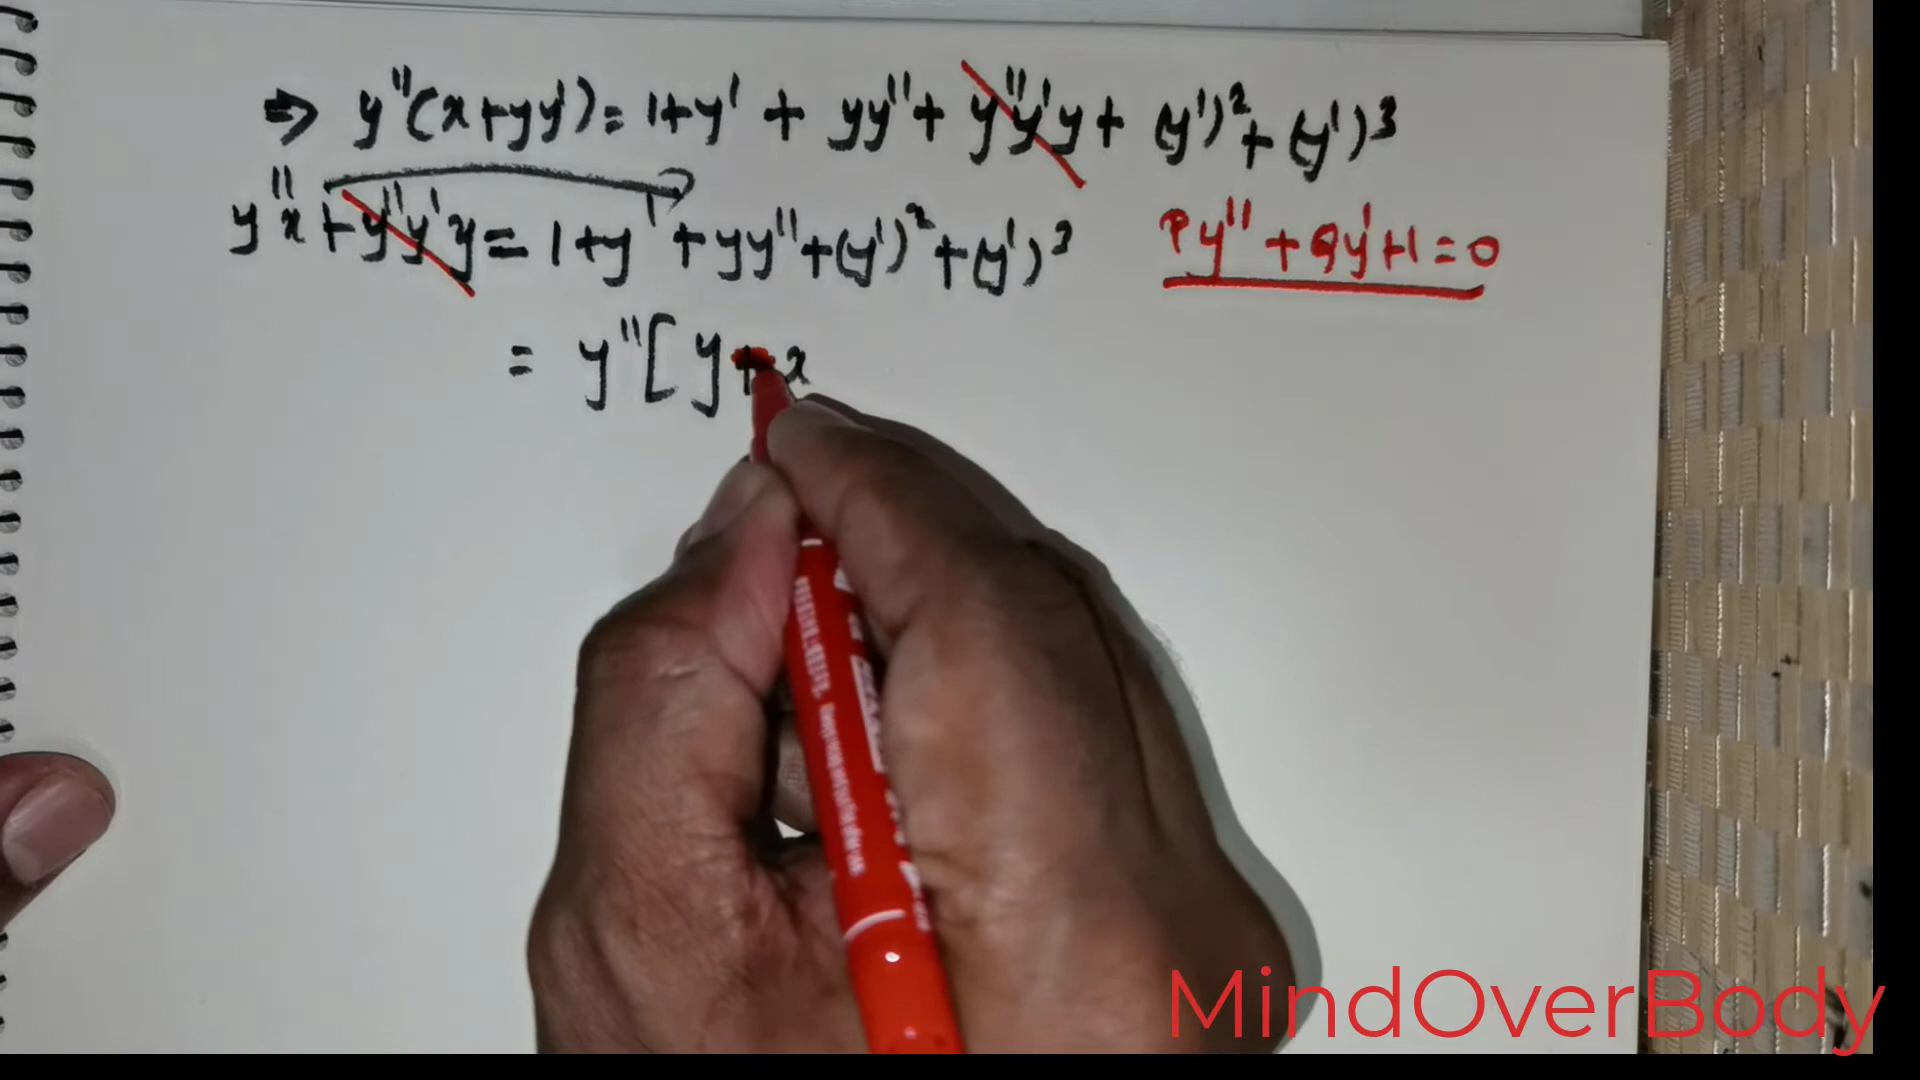 ⇒ y''(x+yy') = 1+y' + yy'' + y''y'y + (y')² + (y')³
y''x + y''y'y = 1+y' + yy'' + (y')² + (y')³
Py'' + Qy' + 1 = 0
= y''[y x
MindOverBody